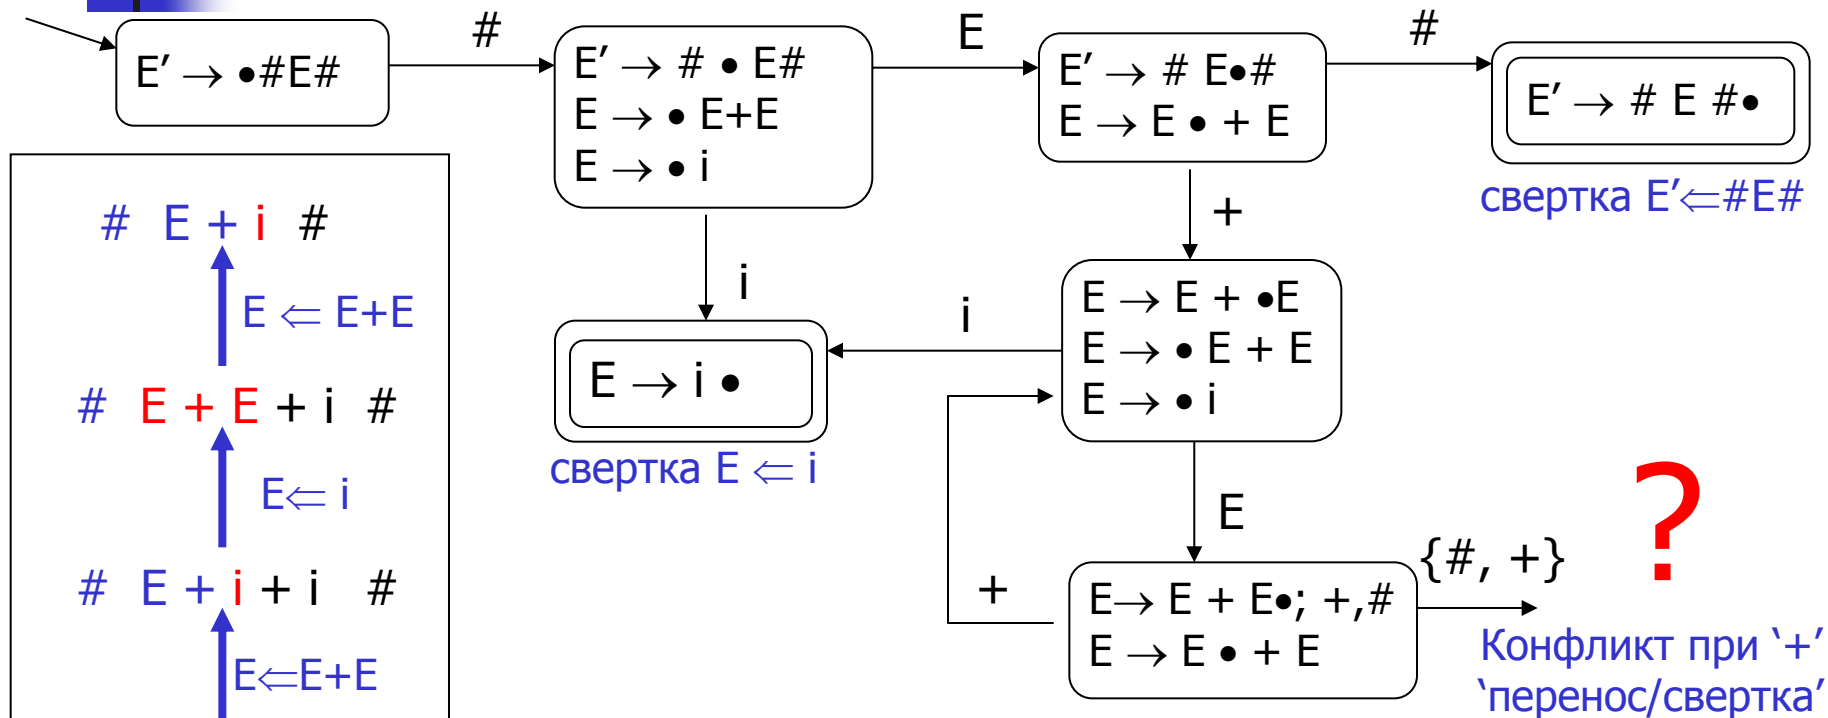 E' → •#E#
#
E' → # • E#
E → • E+E
E → • i
E
E' → # E•#
E → E • + E
#
E' → # E #•
свертка E'⇐#E#
+
i
E → i •
свертка E ⇐ i
i
E → E + •E
E → • E + E
E → • i
E
+
E→ E + E•; +,#
E → E • + E
{#, +}
?
Конфликт при ‘+’
‘перенос/свертка’
# E + i #
E ⇐ E+E
# E + E + i #
E⇐ i
# E + i + i #
E⇐E+E